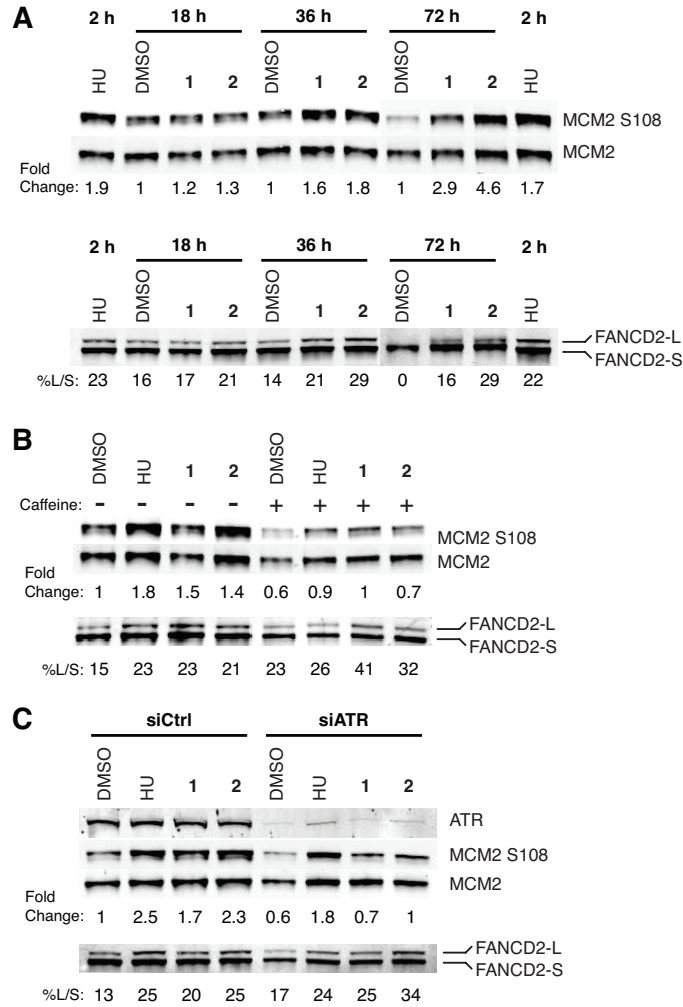 A
2 h 18 h 36 h 72 h 2 h
HU DMSO 1 2 DMSO 1 2 DMSO 1 2 HU
MCM2 S108
MCM2
Fold
Change: 1.9 1 1.2 1.3 1 1.6 1.8 1 2.9 4.6 1.7
2 h 18 h 36 h 72 h 2 h
HU DMSO 1 2 DMSO 1 2 DMSO 1 2 HU
FANCD2-L
FANCD2-S
%L/S: 23 16 17 21 14 21 29 0 16 29 22
B
DMSO HU 1 2 DMSO HU 1 2
Caffeine: - - - - + + + +
MCM2 S108
MCM2
Fold
Change: 1 1.8 1.5 1.4 0.6 0.9 1 0.7
FANCD2-L
FANCD2-S
%L/S: 15 23 23 21 23 26 41 32
C
siCtrl siATR
DMSO HU 1 2 DMSO HU 1 2
ATR
MCM2 S108
MCM2
Fold
Change: 1 2.5 1.7 2.3 0.6 1.8 0.7 1
FANCD2-L
FANCD2-S
%L/S: 13 25 20 25 17 24 25 34